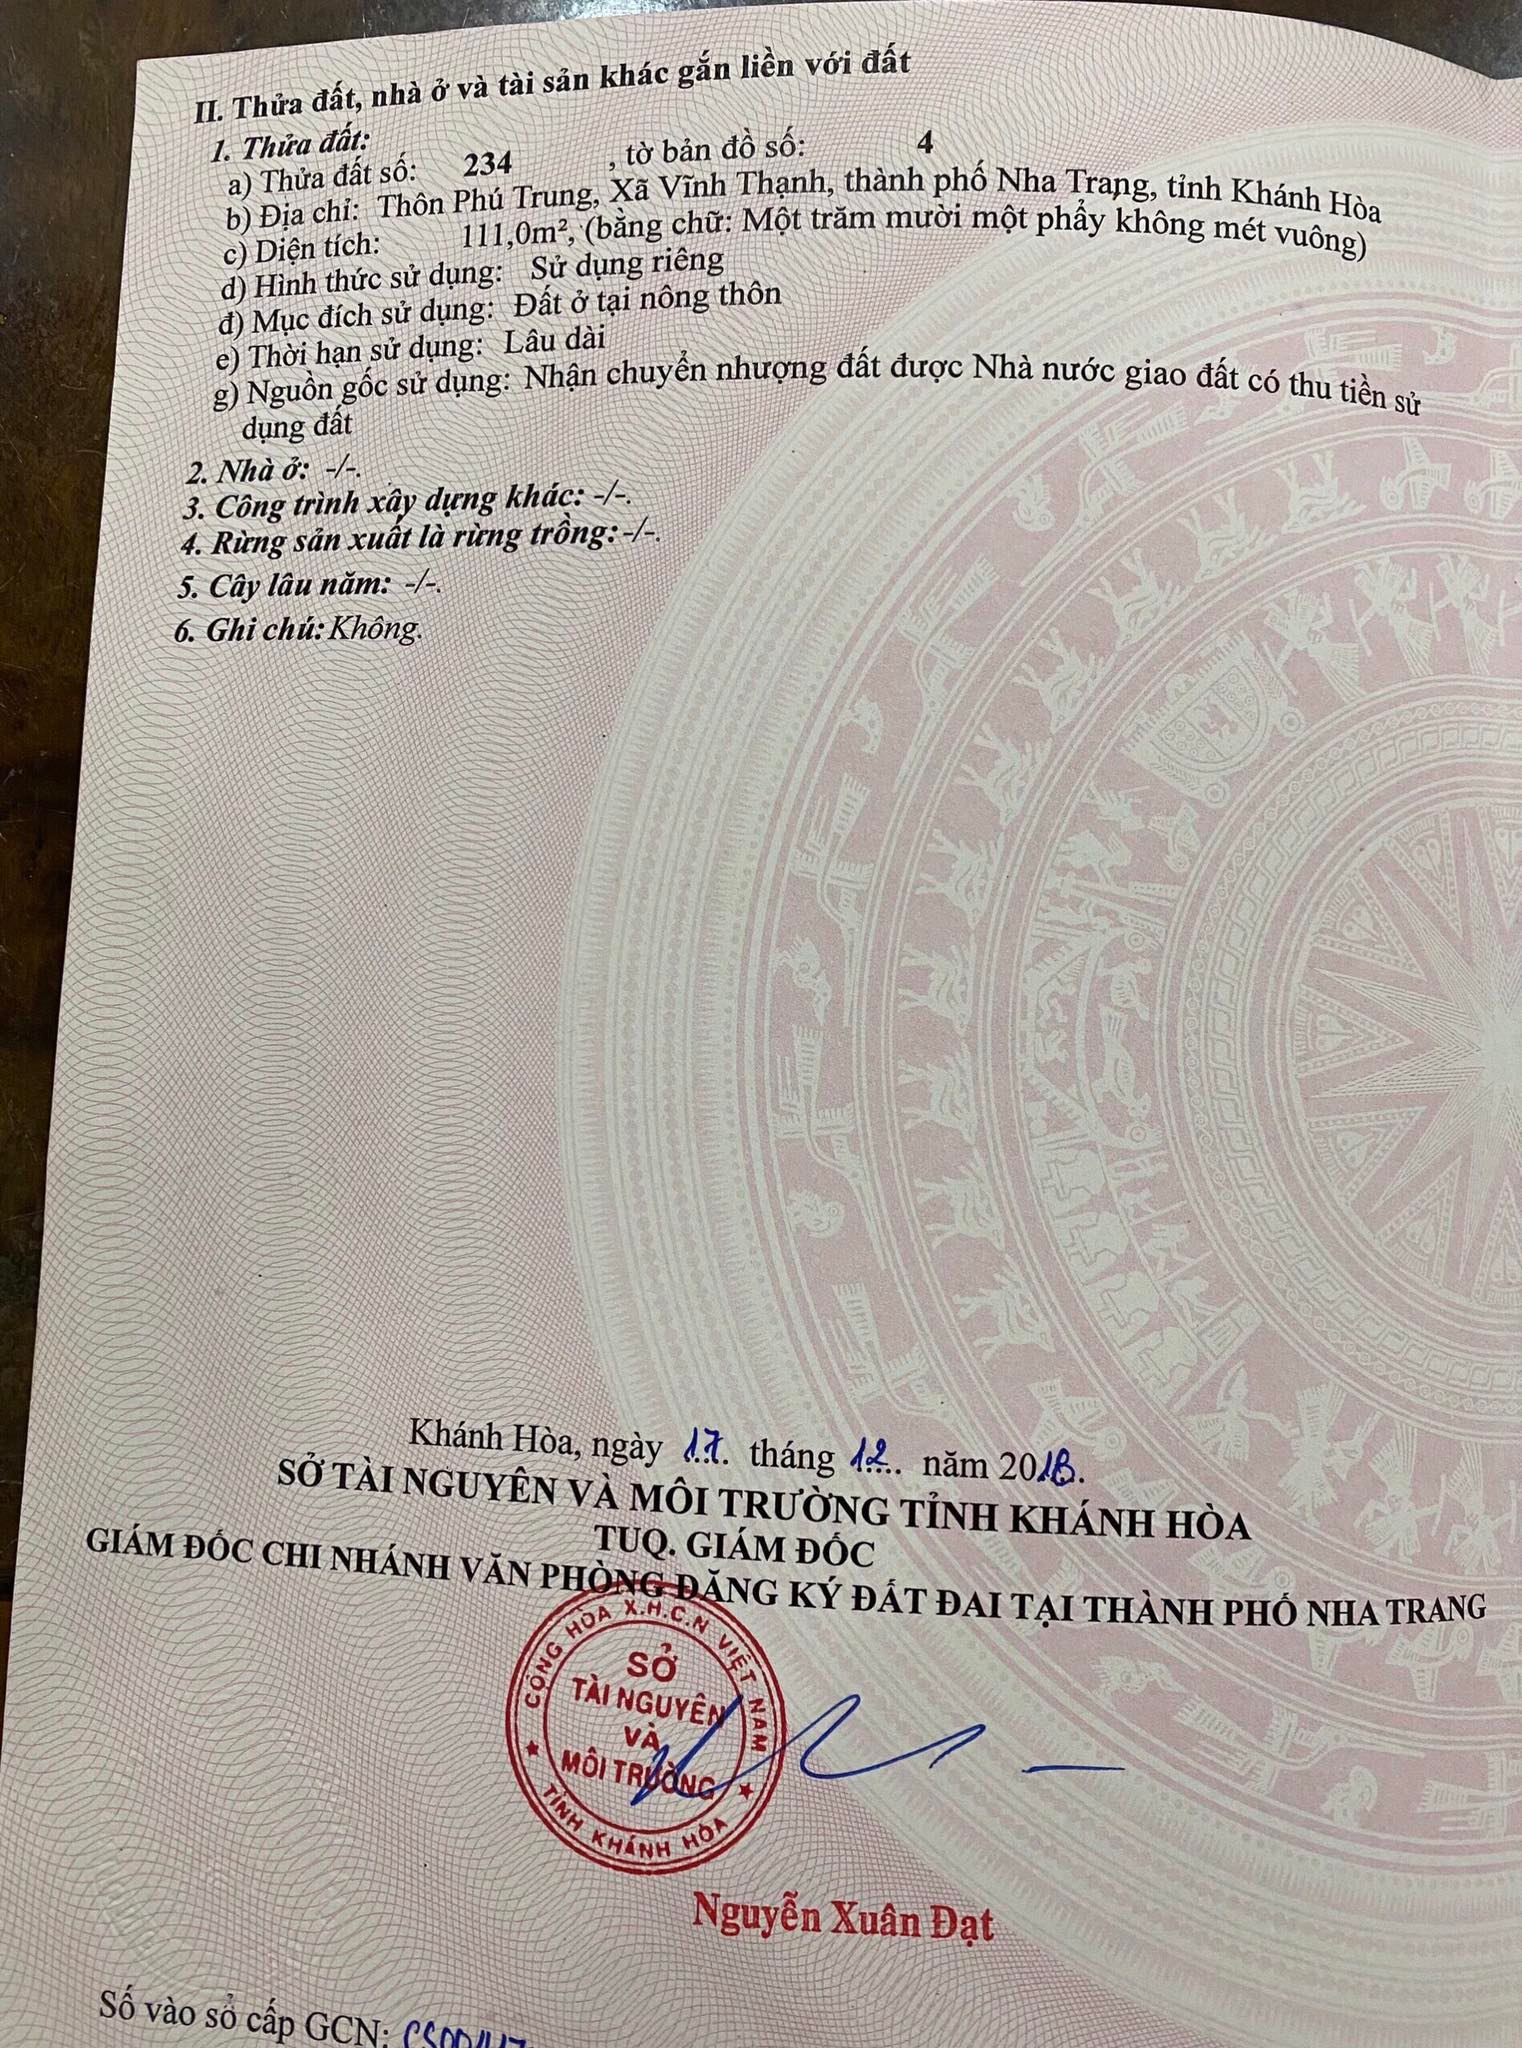 II. Thửa đất, nhà ở và tài sản khác gắn liền với đất
1. Thửa đất:
a) Thửa đất số: 234 , tờ bản đồ số: 4
b) Địa chỉ: Thôn Phú Trung, Xã Vĩnh Thạnh, thành phố Nha Trang, tỉnh Khánh Hòa
c) Diện tích: 111,0m², (bằng chữ: Một trăm mười một phẩy không mét vuông)
d) Hình thức sử dụng: Sử dụng riêng
đ) Mục đích sử dụng: Đất ở tại nông thôn
e) Thời hạn sử dụng: Lâu dài
g) Nguồn gốc sử dụng: Nhận chuyển nhượng đất được Nhà nước giao đất có thu tiền sử
dụng đất
2. Nhà ở: -/-.
3. Công trình xây dựng khác: -/-.
4. Rừng sản xuất là rừng trồng: -/-.
5. Cây lâu năm: -/-.
6. Ghi chú: Không.
Khánh Hòa, ngày 17 tháng 12 năm 2018.
SỞ TÀI NGUYÊN VÀ MÔI TRƯỜNG TỈNH KHÁNH HÒA
TUQ. GIÁM ĐỐC
GIÁM ĐỐC CHI NHÁNH VĂN PHÒNG ĐĂNG KÝ ĐẤT ĐAI TẠI THÀNH PHỐ NHA TRANG
CỘNG HÒA X.H.C.N VIỆT NAM
SỞ
TÀI NGUYÊN
VÀ
MÔI TRƯỜNG
TỈNH KHÁNH HÒA
Nguyễn Xuân Đạt
Số vào sổ cấp GCN: